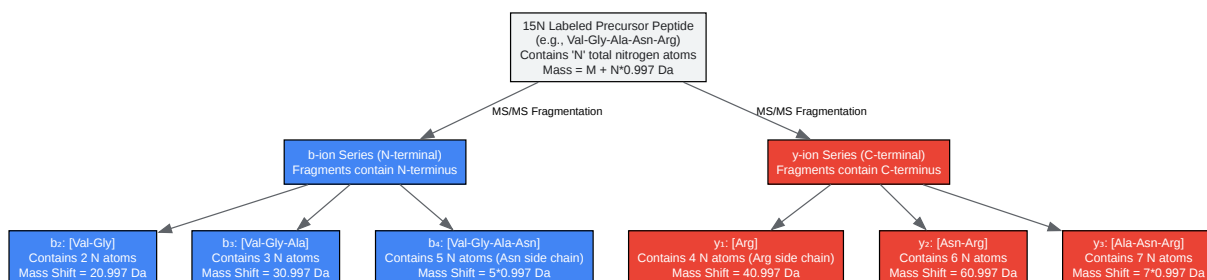 15N Labeled Precursor Peptide
(e.g., Val-Gly-Ala-Asn-Arg)
Contains 'N' total nitrogen atoms
Mass = M + N*0.997 Da
MS/MS Fragmentation
MS/MS Fragmentation
b-ion Series (N-terminal)
Fragments contain N-terminus
y-ion Series (C-terminal)
Fragments contain C-terminus
b₂: [Val-Gly]
Contains 2 N atoms
Mass Shift = 20.997 Da
b₃: [Val-Gly-Ala]
Contains 3 N atoms
Mass Shift = 30.997 Da
b₄: [Val-Gly-Ala-Asn]
Contains 5 N atoms (Asn side chain)
Mass Shift = 5*0.997 Da
y₁: [Arg]
Contains 4 N atoms (Arg side chain)
Mass Shift = 40.997 Da
y₂: [Asn-Arg]
Contains 6 N atoms
Mass Shift = 60.997 Da
y₃: [Ala-Asn-Arg]
Contains 7 N atoms
Mass Shift = 7*0.997 Da